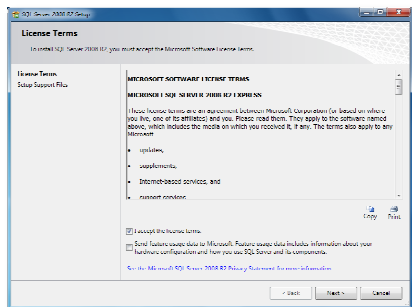 SQL Server 2008 R2 Setup
License Terms
To install SQL Server 2008 R2, you must accept the Microsoft Software License Terms.
License Terms
Setup Support Files
MICROSOFT SOFTWARE LICENSE TERMS
MICROSOFT SQL SERVER 2008 R2 EXPRESS
These license terms are an agreement between Microsoft Corporation (or based on where
you live, one of its affiliates) and you. Please read them. They apply to the software named
above, which includes the media on which you received it, if any. The terms also apply to any
Microsoft
• updates,
• supplements,
• Internet-based services, and
• support services
Copy Print
I accept the license terms.
Send feature usage data to Microsoft. Feature usage data includes information about your
hardware configuration and how you use SQL Server and its components.
See the Microsoft SQL Server 2008 R2 Privacy Statement for more information.
< Back Next > Cancel